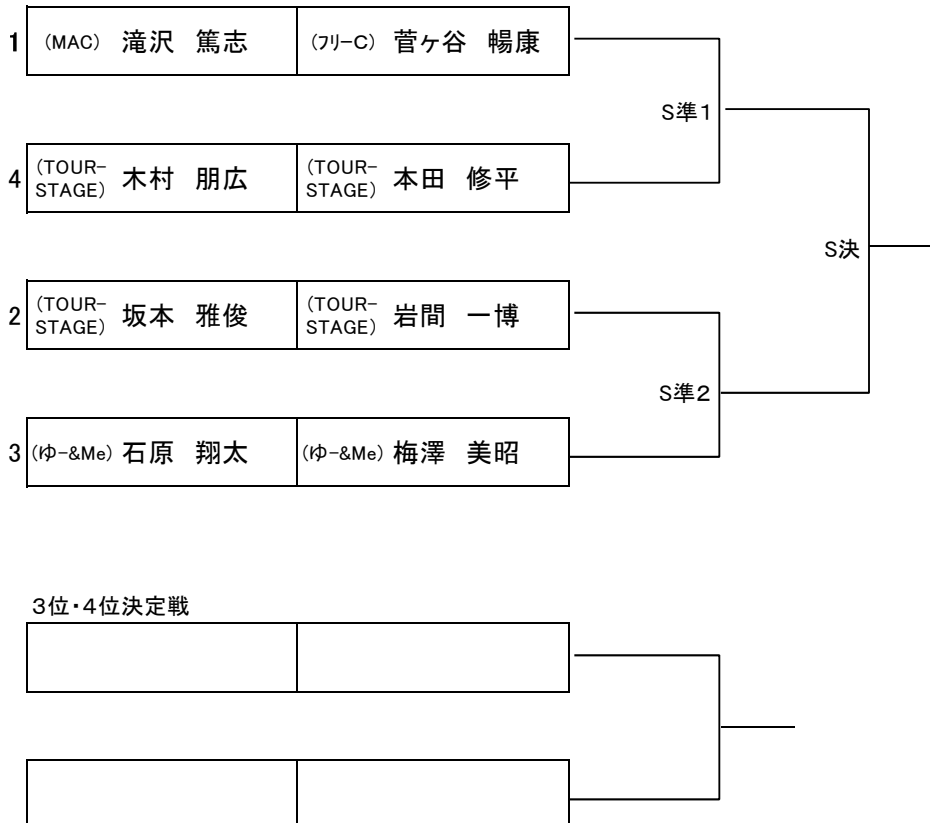 1 (MAC) 滝沢 篤志 (フリーC) 菅ヶ谷 暢康
S準1
4 (TOUR-STAGE) 木村 朋広 (TOUR-STAGE) 本田 修平
S決
2 (TOUR-STAGE) 坂本 雅俊 (TOUR-STAGE) 岩間 一博
S準2
3 (ゆー&Me) 石原 翔太 (ゆー&Me) 梅澤 美昭
3位・4位決定戦